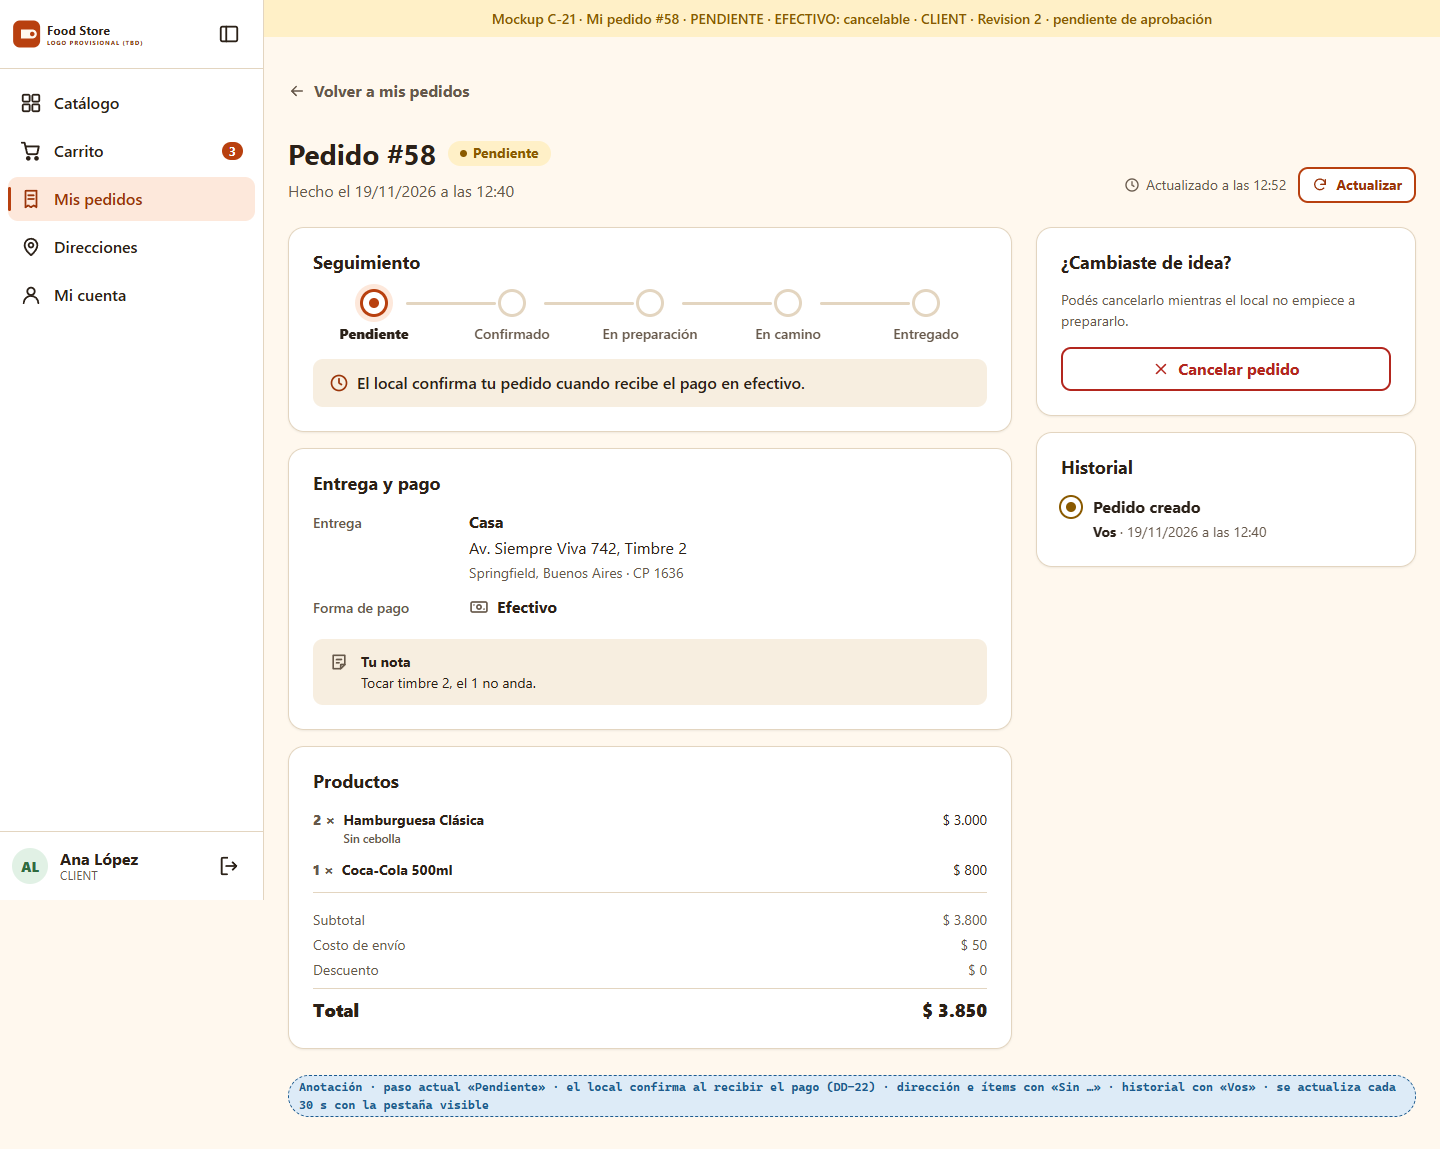 Mockup C-21 · Mi pedido #58 · PENDIENTE · EFECTIVO: cancelable · CLIENT · Revision 2 · pendiente de aprobación
Food Store
LOGO PROVISIONAL (TBD)
Catálogo
Carrito
3
Mis pedidos
Direcciones
Mi cuenta
AL
Ana López
CLIENT
Volver a mis pedidos
Pedido #58
Pendiente
Hecho el 19/11/2026 a las 12:40
Actualizado a las 12:52
Actualizar
Seguimiento
Pendiente
Confirmado
En preparación
En camino
Entregado
El local confirma tu pedido cuando recibe el pago en efectivo.
Entrega y pago
Entrega
Casa
Av. Siempre Viva 742, Timbre 2
Springfield, Buenos Aires · CP 1636
Forma de pago
Efectivo
Tu nota
Tocar timbre 2, el 1 no anda.
Productos
2 × Hamburguesa Clásica $ 3.000
Sin cebolla
1 × Coca-Cola 500ml $ 800
Subtotal $ 3.800
Costo de envío $ 50
Descuento $ 0
Total $ 3.850
¿Cambiaste de idea?
Podés cancelarlo mientras el local no empiece a
prepararlo.
Cancelar pedido
Historial
Pedido creado
Vos · 19/11/2026 a las 12:40
Anotación · paso actual «Pendiente» · el local confirma al recibir el pago (DD-22) · dirección e ítems con «Sin …» · historial con «Vos» · se actualiza cada
30 s con la pestaña visible